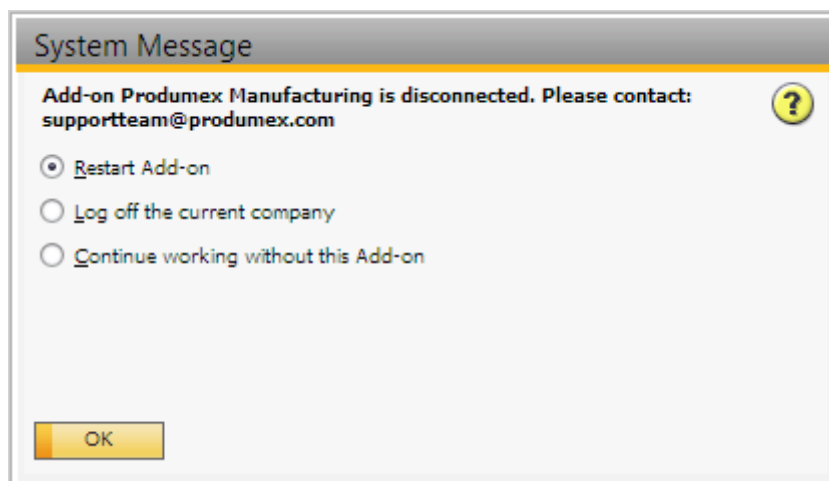 System Message
Add-on Produmex Manufacturing is disconnected. Please contact:
supportteam@produmex.com
?
Restart Add-on
Log off the current company
Continue working without this Add-on
OK